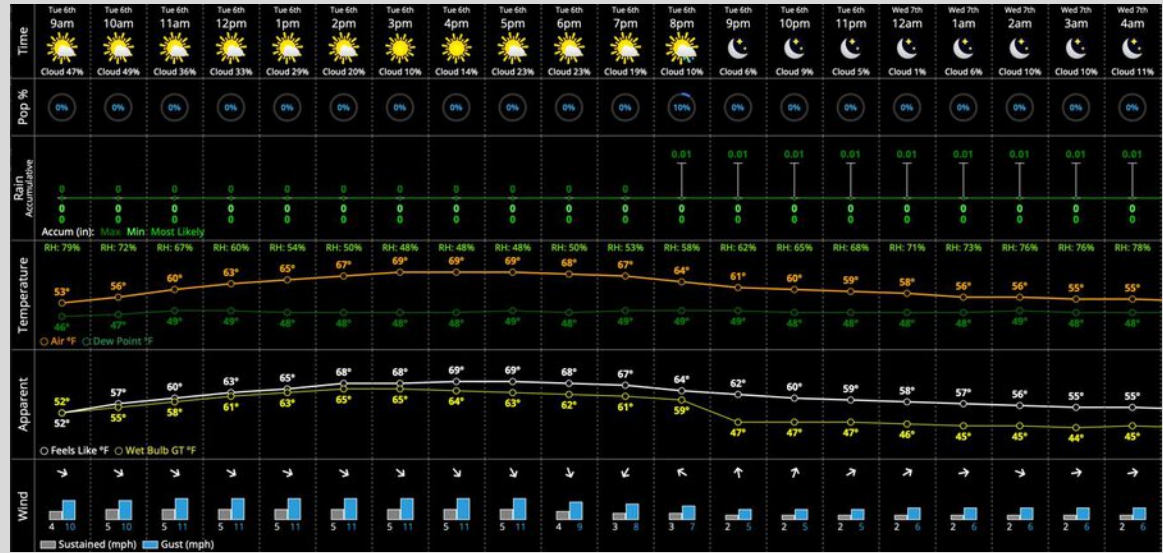 Tue 6th Tue 6th Tue 6th Tue 6th Tue 6th Tue 6th Tue 6th Tue 6th Tue 6th Tue 6th Tue 6th Tue 6th Tue 6th Tue 6th Tue 6th Wed 7th Wed 7th Wed 7th Wed 7th Wed 7th
Time 9am 10am 11am 12pm 1pm 2pm 3pm 4pm 5pm 6pm 7pm 8pm 9pm 10pm 11pm 12am 1am 2am 3am 4am
Cloud 47% Cloud 49% Cloud 36% Cloud 33% Cloud 29% Cloud 20% Cloud 10% Cloud 14% Cloud 23% Cloud 23% Cloud 19% Cloud 10% Cloud 6% Cloud 9% Cloud 5% Cloud 1% Cloud 6% Cloud 10% Cloud 10% Cloud 11%
Pop % 0% 0% 0% 0% 0% 0% 0% 0% 0% 0% 0% 10% 0% 0% 0% 0% 0% 0% 0% 0%
Rain
Accumulative
0.01 0.01 0.01 0.01 0.01 0.01 0.01 0.01 0.01
0 0 0 0 0 0 0 0 0 0 0
0 0 0 0 0 0 0 0 0 0 0 0 0 0 0 0 0 0 0 0
0 0 0 0 0 0 0 0 0 0 0 0 0 0 0 0 0 0 0 0
Accum (in): Max Min Most Likely
RH: 79% RH: 72% RH: 67% RH: 60% RH: 54% RH: 50% RH: 48% RH: 48% RH: 48% RH: 50% RH: 53% RH: 58% RH: 62% RH: 65% RH: 68% RH: 71% RH: 73% RH: 76% RH: 76% RH: 78%
Temperature
53° 56° 60° 63° 65° 67° 69° 69° 69° 68° 67° 64° 61° 60° 59° 58° 56° 56° 55° 55°
46° 47° 49° 49° 48° 48° 48° 48° 49° 48° 49° 49° 49° 48° 48° 48° 48° 49° 48° 48°
Air °F Dew Point °F
Apparent
52° 57° 60° 63° 65° 68° 68° 69° 69° 68° 67° 64° 62° 60° 59° 58° 57° 56° 55° 55°
52° 55° 58° 61° 63° 65° 65° 64° 63° 62° 61° 59° 47° 47° 47° 46° 45° 45° 44° 45°
Feels Like °F Wet Bulb GT °F
Wind
4 10 5 10 5 11 5 11 5 11 5 11 5 11 5 11 5 11 4 9 3 8 3 7 2 5 2 5 2 5 2 6 2 6 2 6 2 6 2 6
Sustained (mph) Gust (mph)